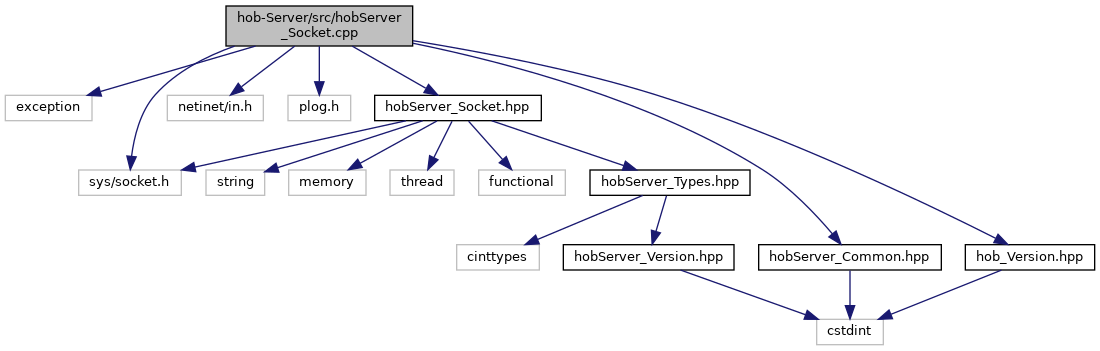 hob-Server/src/hobServer
_Socket.cpp
exception
netinet/in.h
plog.h
hobServer_Socket.hpp
sys/socket.h
string
memory
thread
functional
hobServer_Types.hpp
cinttypes
hobServer_Version.hpp
hobServer_Common.hpp
hob_Version.hpp
cstdint